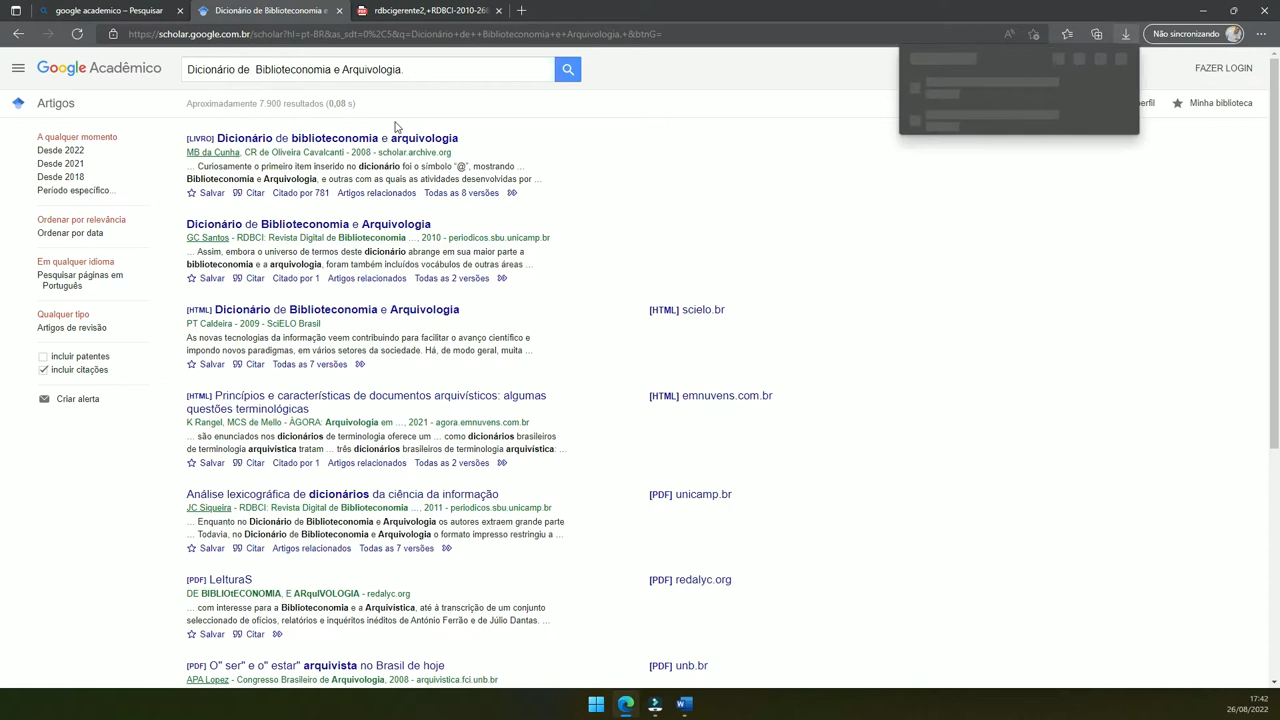 google acadêmico – Pesquisar
Dicionário de Biblioteconomia e
rdbcigerente2,+RDBCI-2010-26
https://scholar.google.com.br/scholar?hl=pt-BR&as_sdt=0%2C5&q=Dicionário+de++Biblioteconomia+e+Arquivologia.+&btnG=
Não sincronizando
Google Acadêmico
Dicionário de  Biblioteconomia e Arquivologia.
FAZER LOGIN
Artigos
Aproximadamente 7.900 resultados (0,08 s)
perfil
Minha biblioteca
A qualquer momento
Desde 2022
Desde 2021
Desde 2018
Período específico...
Ordenar por relevância
Ordenar por data
Em qualquer idioma
Pesquisar páginas em
Português
Qualquer tipo
Artigos de revisão
incluir patentes
incluir citações
Criar alerta
[LIVRO] Dicionário de biblioteconomia e arquivologia
MB da Cunha, CR de Oliveira Cavalcanti - 2008 - scholar.archive.org
... Curiosamente o primeiro item inserido no dicionário foi o símbolo “@”, mostrando ...
Biblioteconomia e Arquivologia, e outras com as quais as atividades desenvolvidas por ...
Salvar Citar Citado por 781 Artigos relacionados Todas as 8 versões
Dicionário de Biblioteconomia e Arquivologia
GC Santos - RDBCI: Revista Digital de Biblioteconomia ..., 2010 - periodicos.sbu.unicamp.br
... Assim, embora o universo de termos deste dicionário abrange em sua maior parte a
biblioteconomia e a arquivologia, foram também incluídos vocábulos de outras áreas ...
Salvar Citar Citado por 1 Artigos relacionados Todas as 2 versões
[HTML] Dicionário de Biblioteconomia e Arquivologia
[HTML] scielo.br
PT Caldeira - 2009 - SciELO Brasil
As novas tecnologias da informação veem contribuindo para facilitar o avanço científico e
impondo novos paradigmas, em vários setores da sociedade. Há, de modo geral, muita ...
Salvar Citar Todas as 7 versões
[HTML] Princípios e características de documentos arquivísticos: algumas
questões terminológicas
[HTML] emnuvens.com.br
K Rangel, MCS de Mello - ÁGORA: Arquivologia em ..., 2021 - agora.emnuvens.com.br
... são enunciados nos dicionários de terminologia oferece um ... como dicionários brasileiros
de terminologia arquivística tratam ... três dicionários brasileiros de terminologia arquivística: ...
Salvar Citar Citado por 1 Artigos relacionados Todas as 2 versões
Análise lexicográfica de dicionários da ciência da informação
[PDF] unicamp.br
JC Siqueira - RDBCI: Revista Digital de Biblioteconomia ..., 2011 - periodicos.sbu.unicamp.br
... Enquanto no Dicionário de Biblioteconomia e Arquivologia os autores extraem grande parte
... Todavia, no Dicionário de Biblioteconomia e Arquivologia o formato impresso restringiu a ...
Salvar Citar Artigos relacionados Todas as 7 versões
[PDF] LeIturaS
[PDF] redalyc.org
DE BIBLIOtECONOMIA, E ARquIVOLOGIA - redalyc.org
... com interesse para a Biblioteconomia e a Arquivística, até à transcrição de um conjunto
seleccionado de ofícios, relatórios e inquéritos inéditos de António Ferrão e de Júlio Dantas. ...
Salvar Citar
[PDF] O" ser" e o" estar" arquivista no Brasil de hoje
[PDF] unb.br
APA Lopez - Congresso Brasileiro de Arquivologia, 2008 - arquivistica.fci.unb.br
17:42
26/08/2022